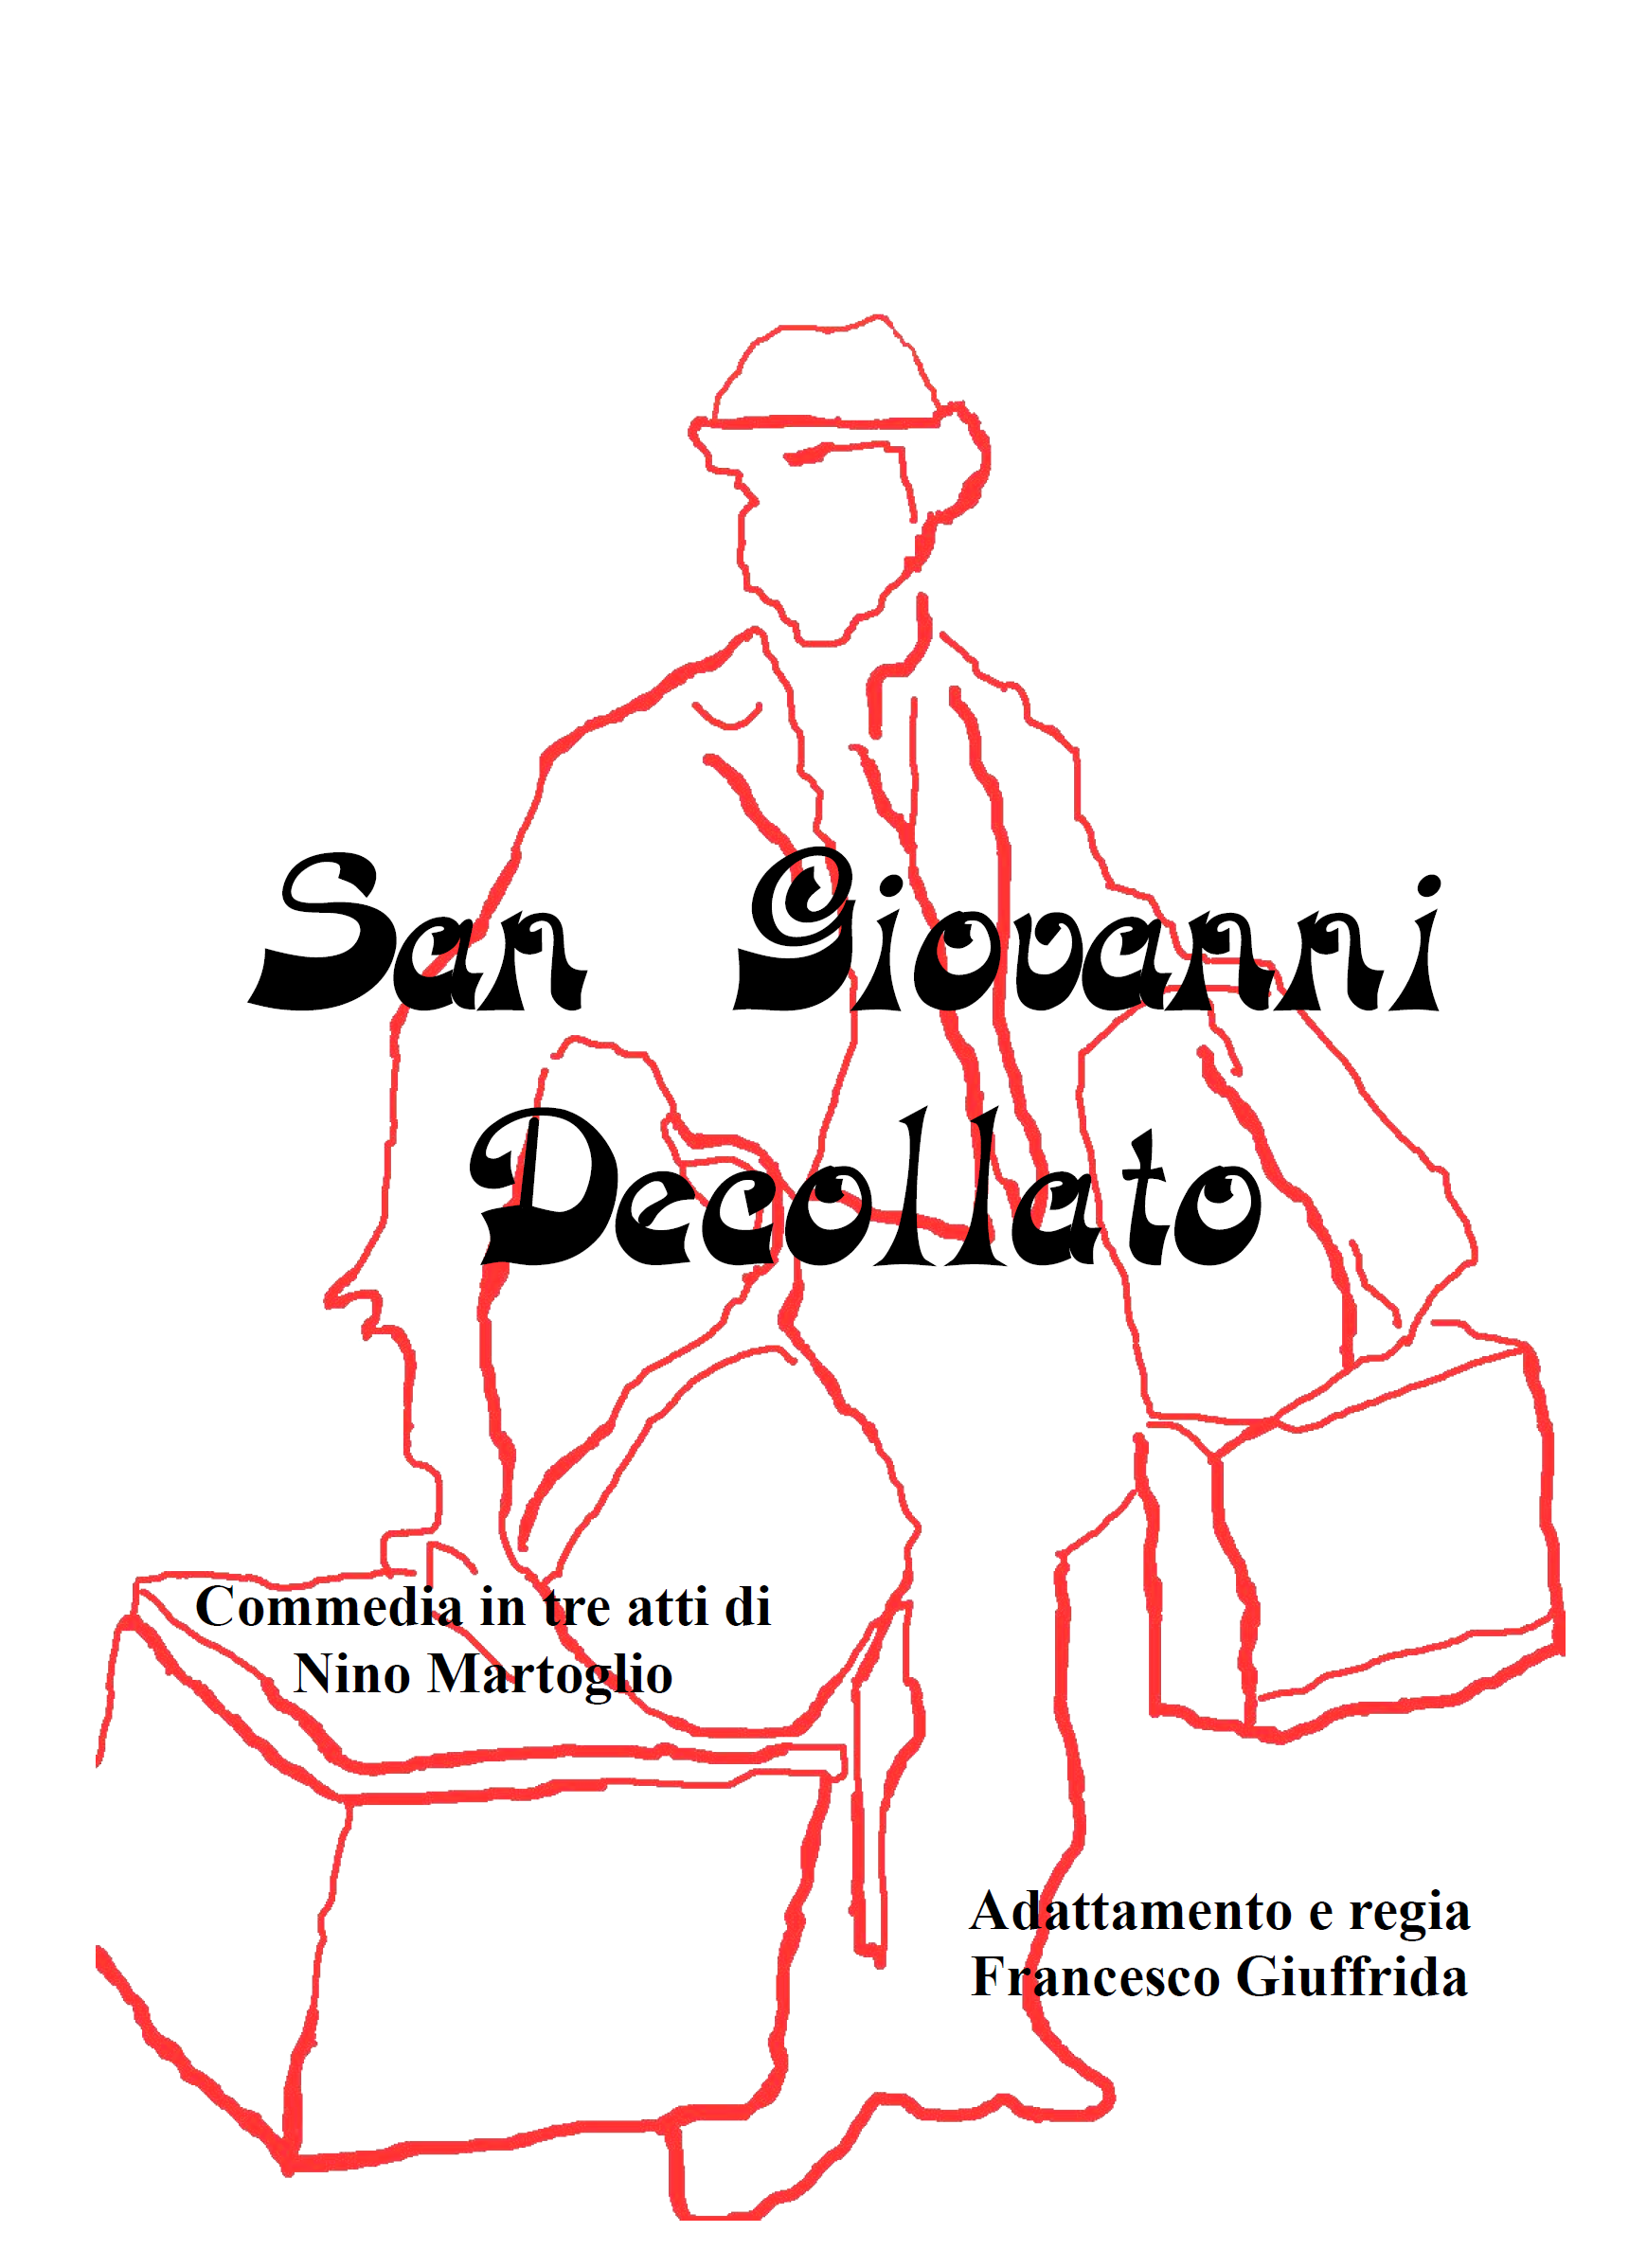 San Giovanni
Decollato
Commedia in tre atti di
Nino Martoglio
Adattamento e regia
Francesco Giuffrida